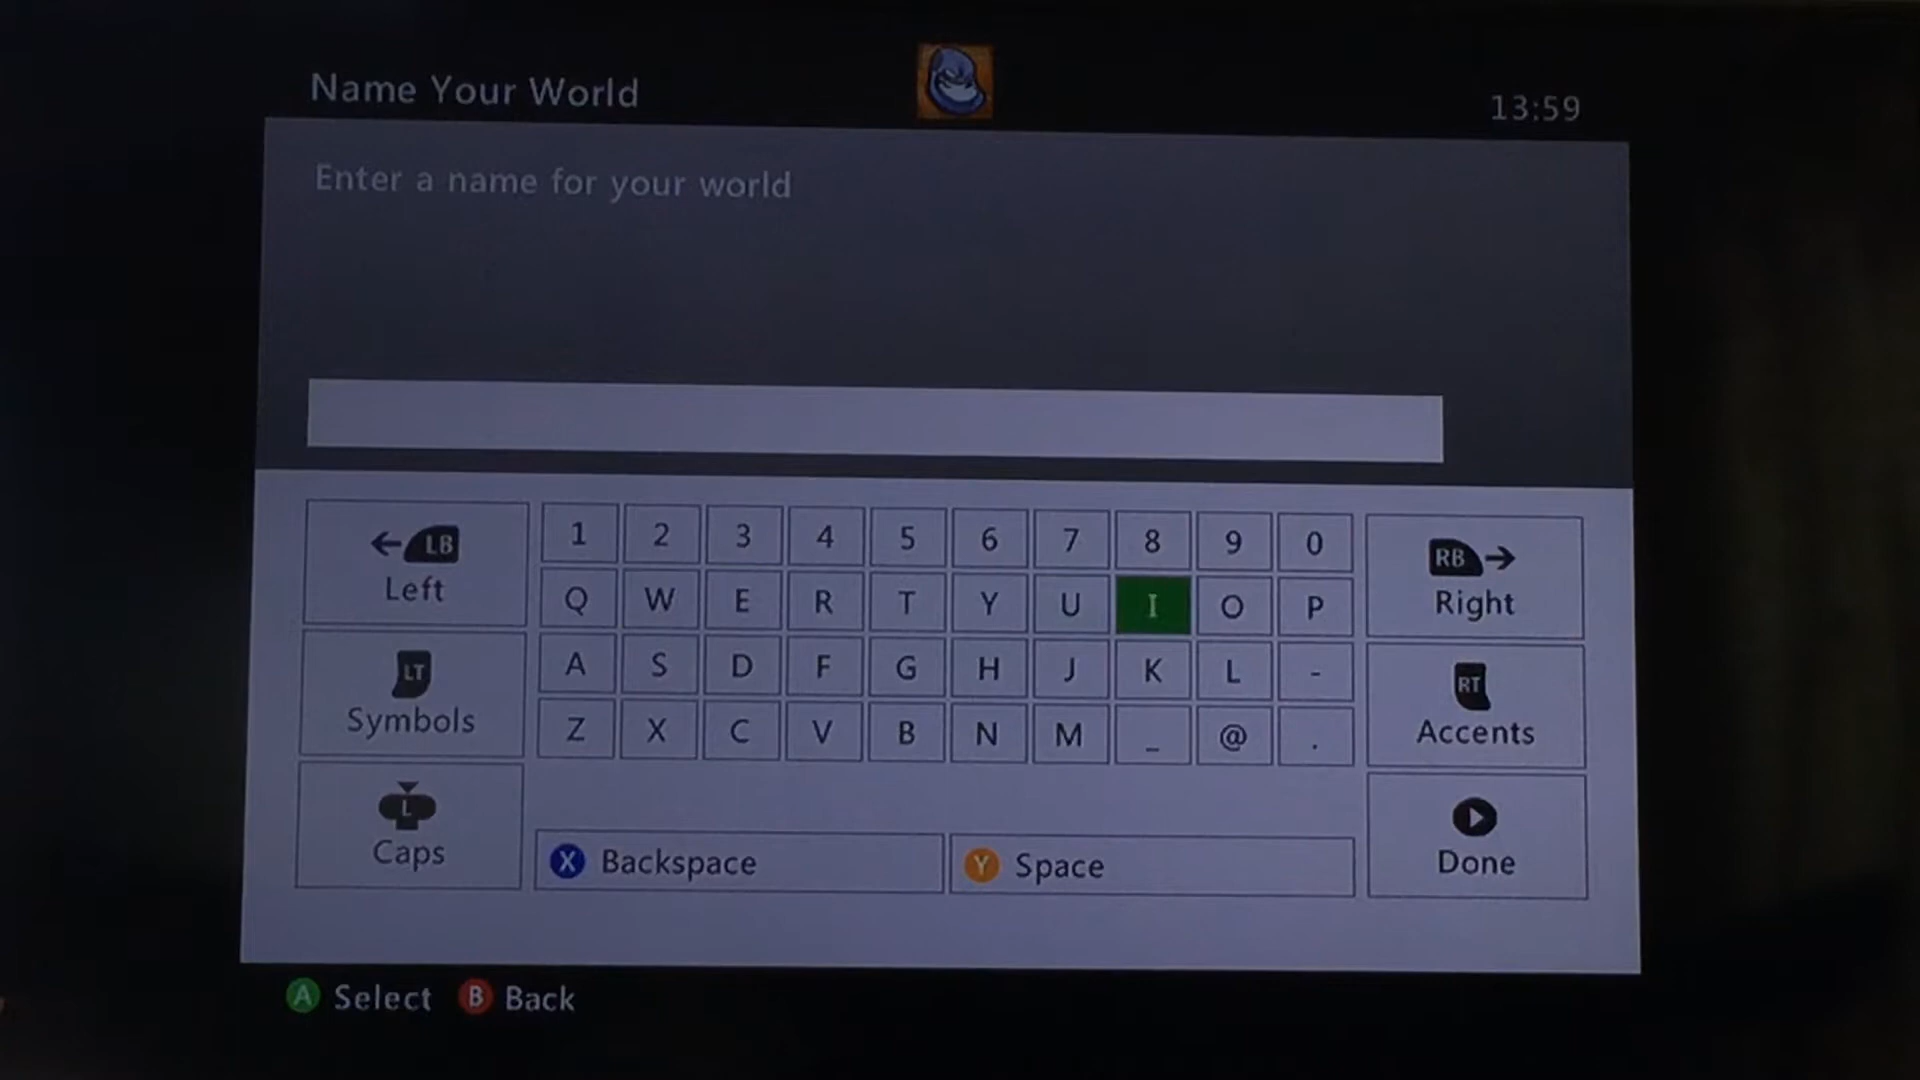 Name Your World
13:59
Enter a name for your world
LB
Left
1 2 3 4 5 6 7 8 9 0
RB
Right
Q W E R T Y U I O P
LT
Symbols
A S D F G H J K L -
RT
Accents
Z X C V B N M _ @ .
L
Caps
X Backspace
Y Space
Done
A Select B Back